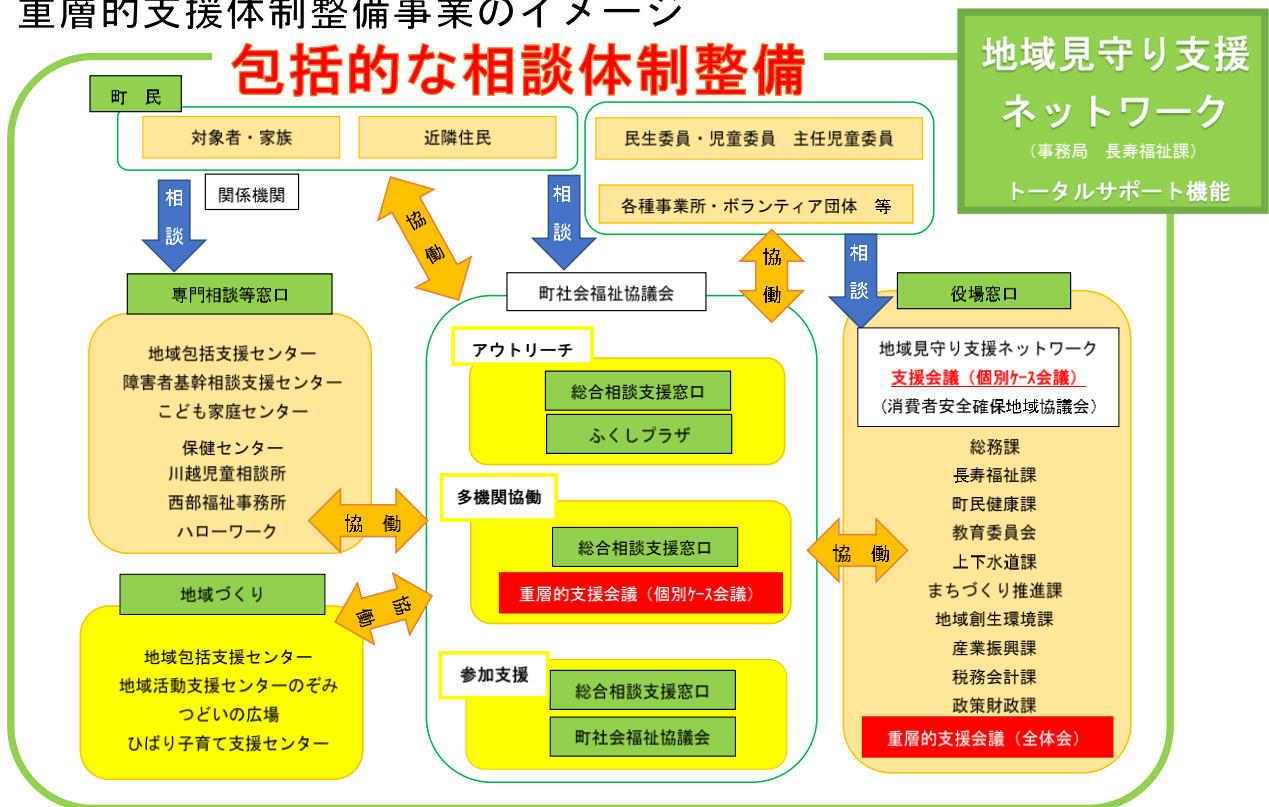 重層的支援体制整備事業のイメージ
包括的な相談体制整備
地域見守り支援
ネットワーク
（事務局　長寿福祉課）
トータルサポート機能
町　民
対象者・家族
近隣住民
民生委員・児童委員　主任児童委員
各種事業所・ボランティア団体　等
関係機関
相談
協働
相談
協働
相談
専門相談等窓口
地域包括支援センター
障害者基幹相談支援センター
こども家庭センター
保健センター
川越児童相談所
西部福祉事務所
ハローワーク
協　働
地域づくり
協働
地域包括支援センター
地域活動支援センターのぞみ
つどいの広場
ひばり子育て支援センター
町社会福祉協議会
アウトリーチ
総合相談支援窓口
ふくしプラザ
多機関協働
総合相談支援窓口
重層的支援会議（個別ｹｰｽ会議）
参加支援
総合相談支援窓口
町社会福祉協議会
協　働
役場窓口
地域見守り支援ネットワーク
支援会議（個別ｹｰｽ会議）
（消費者安全確保地域協議会）
総務課
長寿福祉課
町民健康課
教育委員会
上下水道課
まちづくり推進課
地域創生環境課
産業振興課
税務会計課
政策財政課
重層的支援会議（全体会）